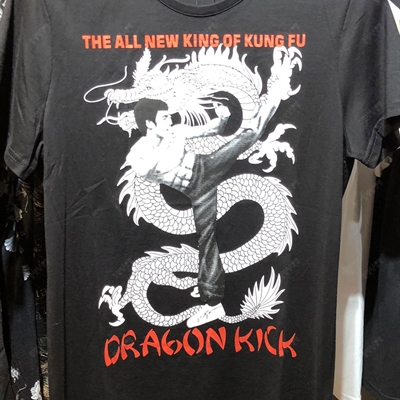 THE ALL NEW KING OF KUNG FU
DRAGON KICK